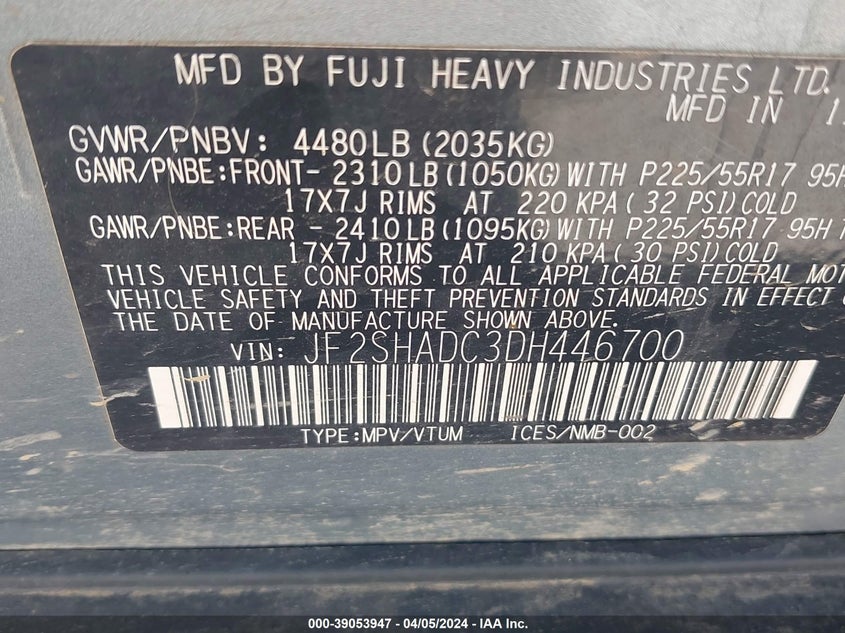 MFD BY FUJI HEAVY INDUSTRIES LTD.
MFD IN
GVWR/PNBV: 4480LB(2035KG)
GAWR/PNBE:FRONT- 2310LB(1050KG)WITH P225/55R17 95H
17X7J RIMS AT 220 KPA(32 PSI)COLD
GAWR/PNBE:REAR -2410LB(1095KG)WITH P225/55R17 95H
17X7J RIMS AT 210 KPA(30 PSI)COLD
THIS VEHICLE CONFORMS TO ALL APPLICABLE FEDERAL
VEHICLE SAFETY AND THEFT PREVENTION STANDARDS IN EFFECT
THE DATE OF MANUFACTURE SHOWN ABOVE.
VIN: JF2SHADC3DH446700
TYPE:MPV/VTUM ICES/NMB-002
000-39053947 - 04/05/2024 - IAA Inc.